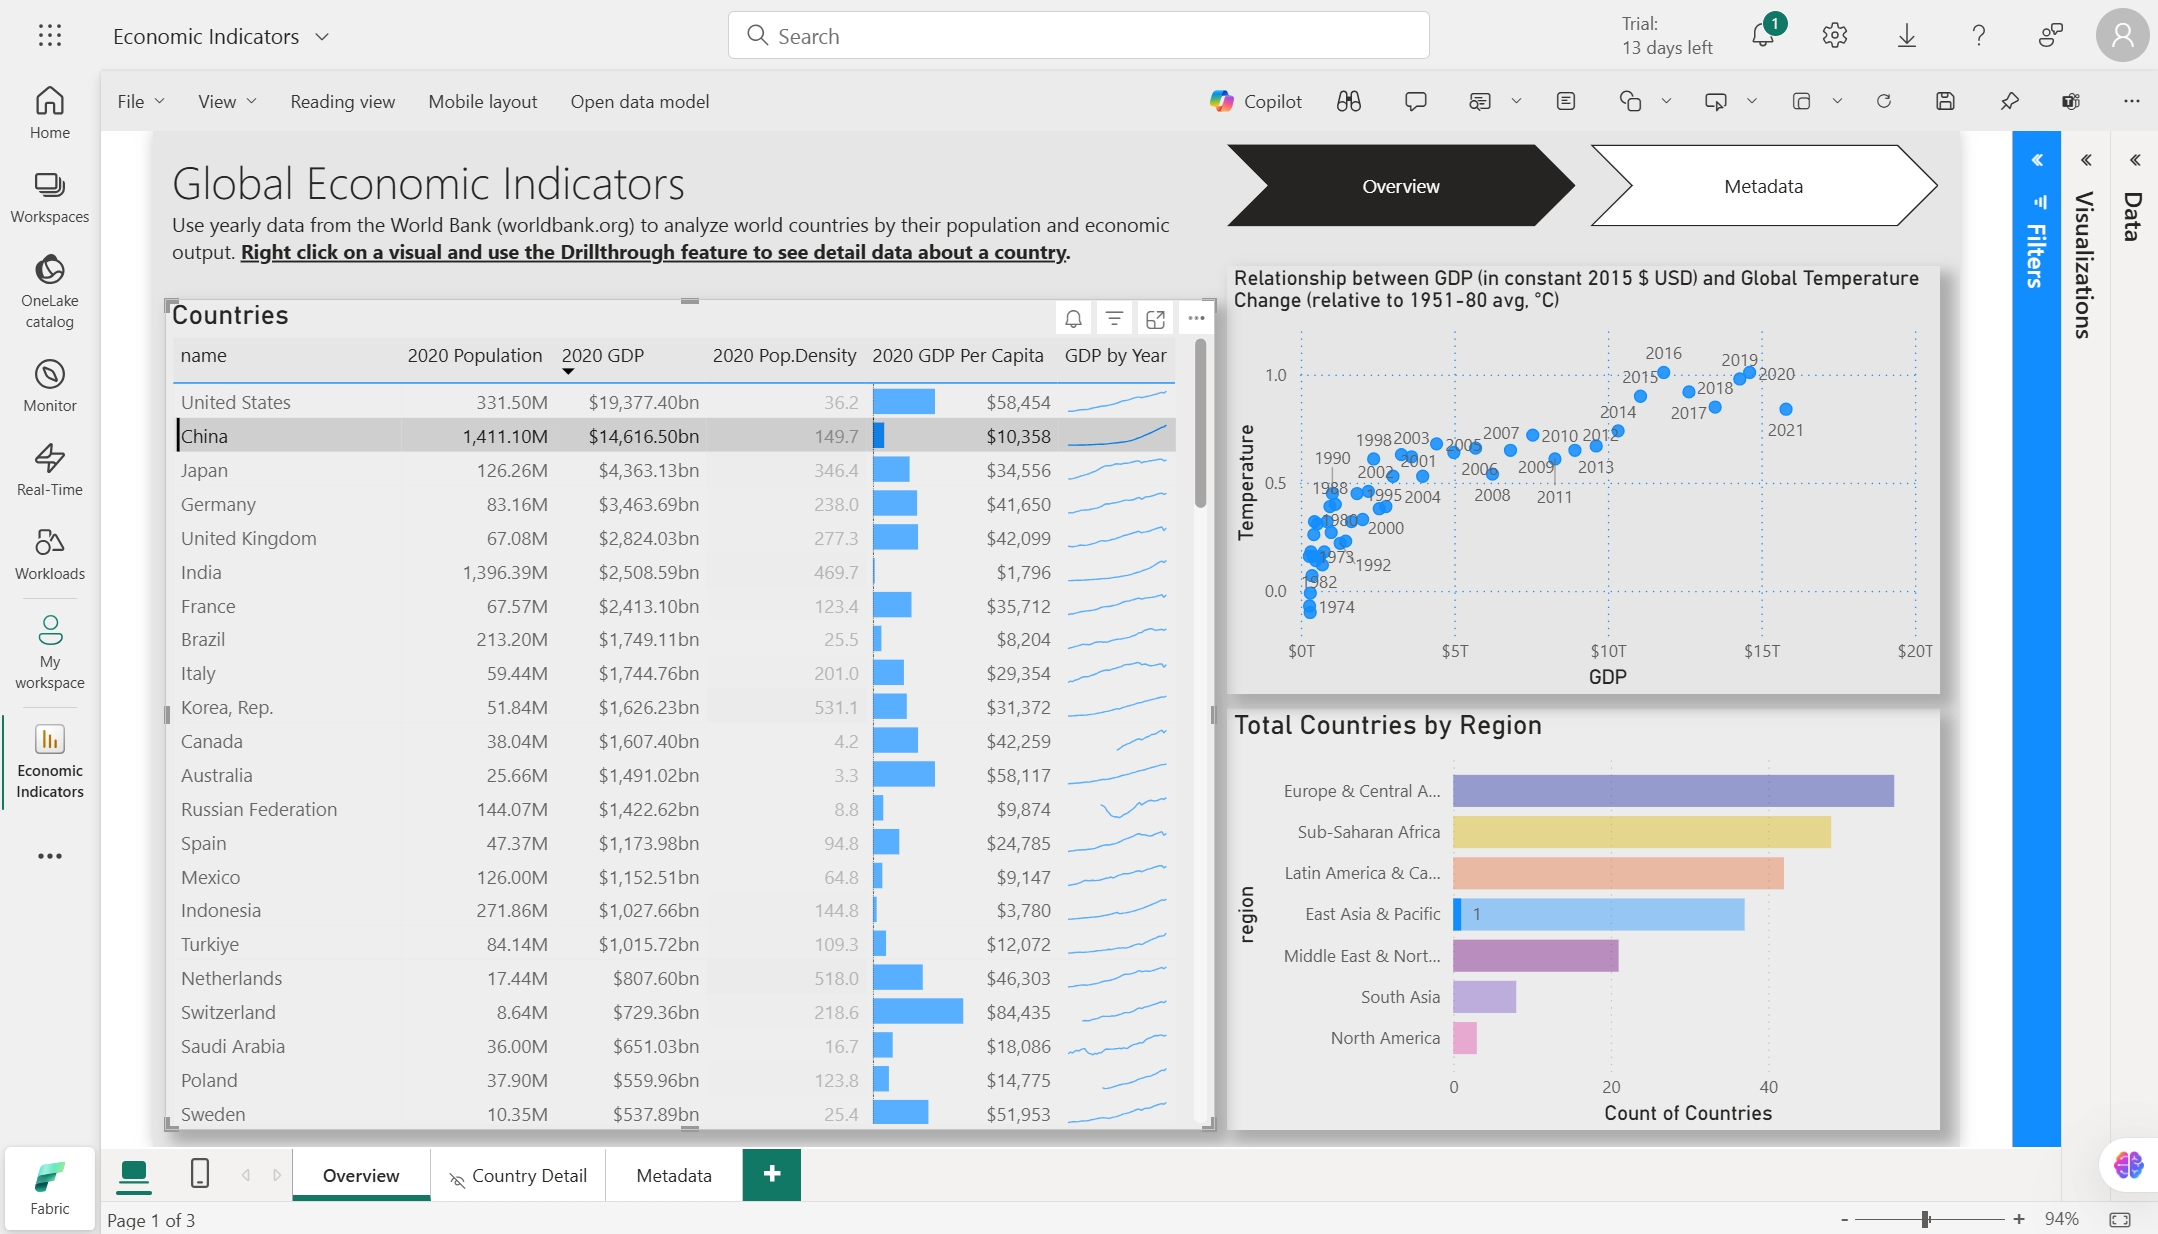 Economic Indicators
Search
Trial:
13 days left
1
Home
Workspaces
OneLake
catalog
Monitor
Real-Time
Workloads
My
workspace
Economic
Indicators
Fabric
File
View
Reading view
Mobile layout
Open data model
Copilot
Global Economic Indicators
Use yearly data from the World Bank (worldbank.org) to analyze world countries by their population and economic
output. Right click on a visual and use the Drillthrough feature to see detail data about a country.
Overview
Metadata
Countries
name 2020 Population 2020 GDP 2020 Pop.Density 2020 GDP Per Capita GDP by Year
United States 331.50M $19,377.40bn 36.2 $58,454
China 1,411.10M $14,616.50bn 149.7 $10,358
Japan 126.26M $4,363.13bn 346.4 $34,556
Germany 83.16M $3,463.69bn 238.0 $41,650
United Kingdom 67.08M $2,824.03bn 277.3 $42,099
India 1,396.39M $2,508.59bn 469.7 $1,796
France 67.57M $2,413.10bn 123.4 $35,712
Brazil 213.20M $1,749.11bn 25.5 $8,204
Italy 59.44M $1,744.76bn 201.0 $29,354
Korea, Rep. 51.84M $1,626.23bn 531.1 $31,372
Canada 38.04M $1,607.40bn 4.2 $42,259
Australia 25.66M $1,491.02bn 3.3 $58,117
Russian Federation 144.07M $1,422.62bn 8.8 $9,874
Spain 47.37M $1,173.98bn 94.8 $24,785
Mexico 126.00M $1,152.51bn 64.8 $9,147
Indonesia 271.86M $1,027.66bn 144.8 $3,780
Turkiye 84.14M $1,015.72bn 109.3 $12,072
Netherlands 17.44M $807.60bn 518.0 $46,303
Switzerland 8.64M $729.36bn 218.6 $84,435
Saudi Arabia 36.00M $651.03bn 16.7 $18,086
Poland 37.90M $559.96bn 123.8 $14,775
Sweden 10.35M $537.89bn 25.4 $51,953
Relationship between GDP (in constant 2015 $ USD) and Global Temperature
Change (relative to 1951-80 avg, °C)
Temperature
1.0
0.5
0.0
2016
2019
2015
2020
2018
2014
2017
2021
2007
1998
2003
2005
2010
2012
1990
2001
2002
2006
2009
2013
1988
1995
2004
2008
2011
1980
2000
1973
1992
1982
1974
$0T $5T $10T $15T $20T
GDP
Total Countries by Region
region
Europe & Central A...
Sub-Saharan Africa
Latin America & Ca...
East Asia & Pacific 1
Middle East & Nort...
South Asia
North America
0 20 40
Count of Countries
Filters
Visualizations
Data
Overview
Country Detail
Metadata
+
Page 1 of 3
- + 94%